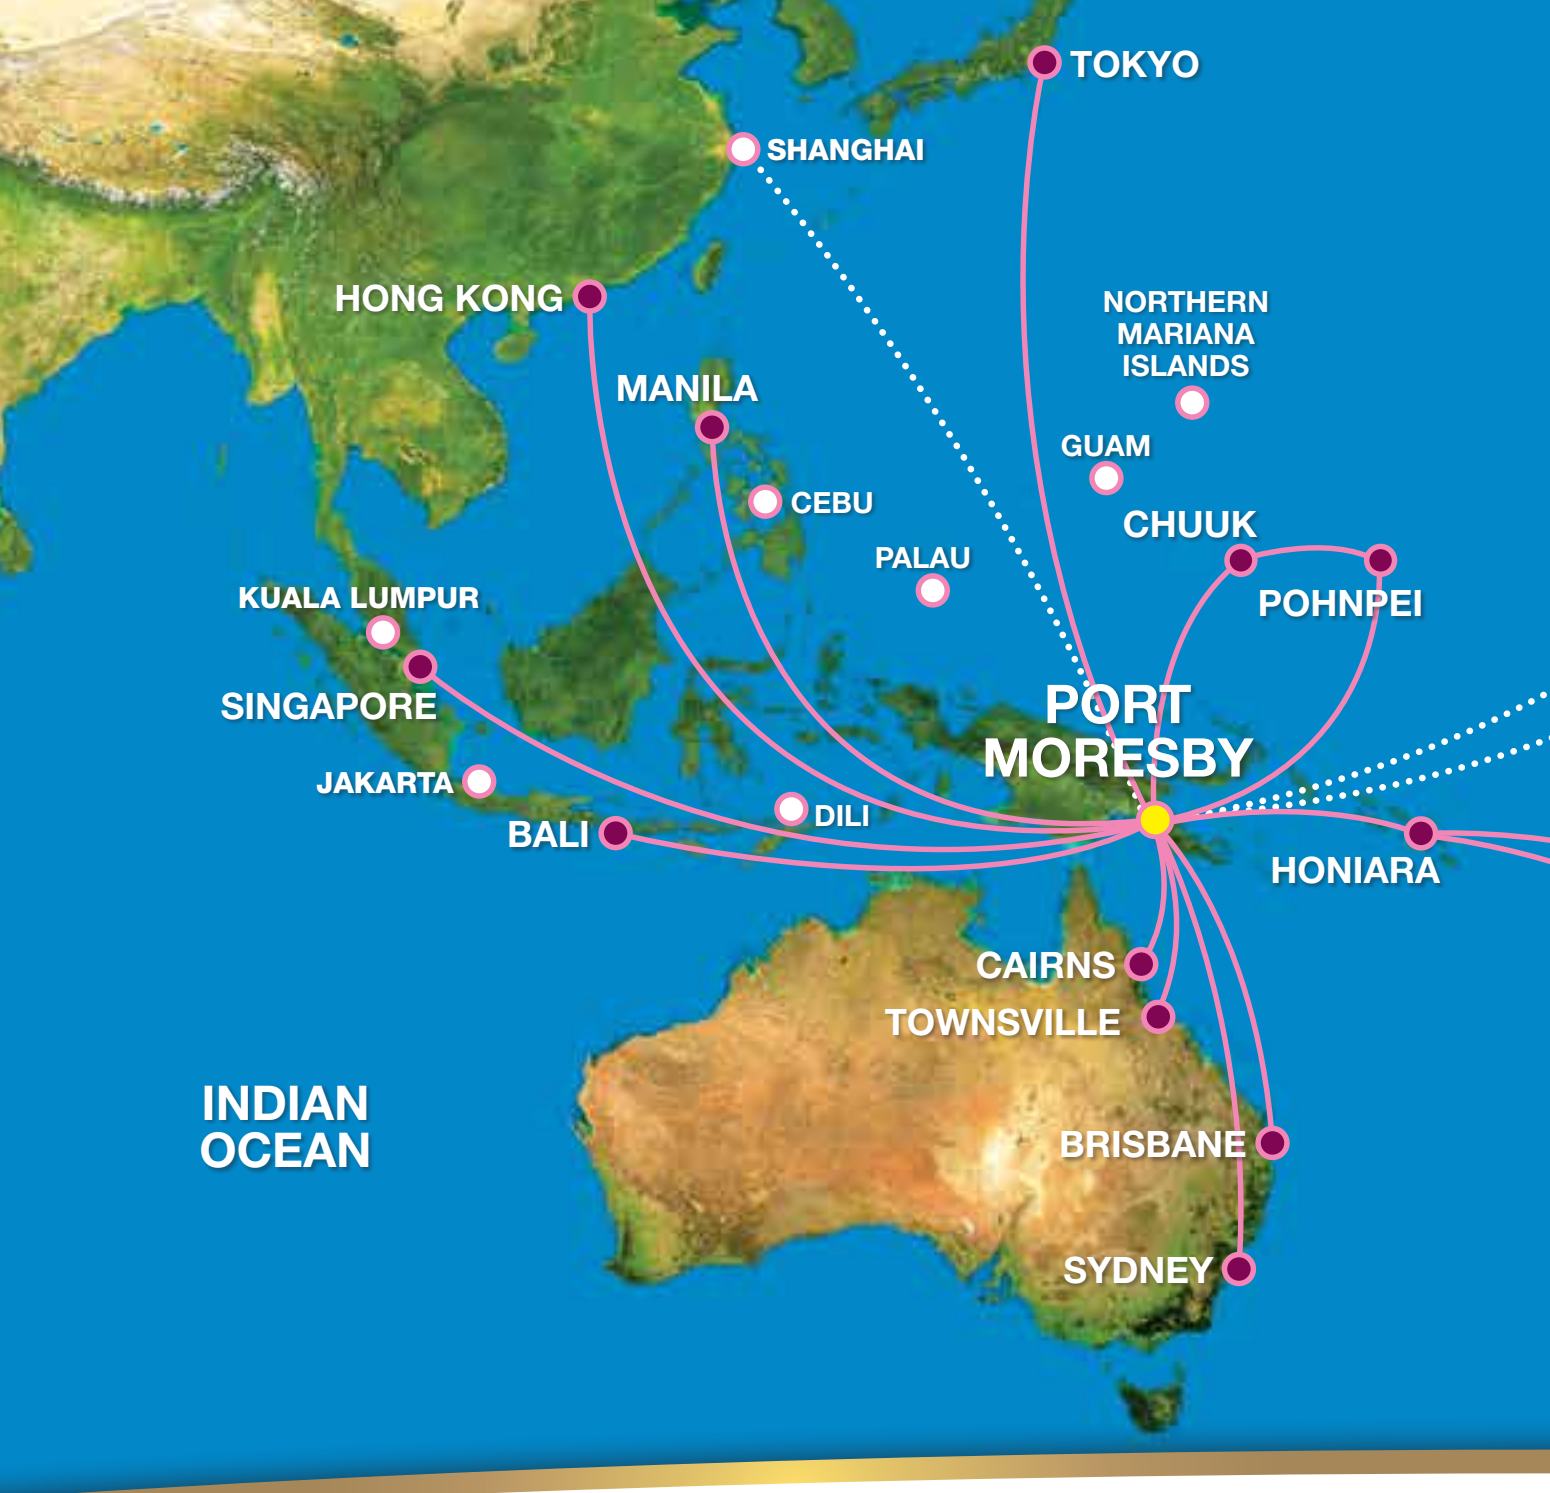 TOKYO
SHANGHAI
HONG KONG
NORTHERN
MARIANA
ISLANDS
MANILA
GUAM
CEBU
CHUUK
PALAU
KUALA LUMPUR
POHNPEI
SINGAPORE
PORT
MORESBY
JAKARTA
DILI
BALI
HONIARA
CAIRNS
TOWNSVILLE
INDIAN
OCEAN
BRISBANE
SYDNEY